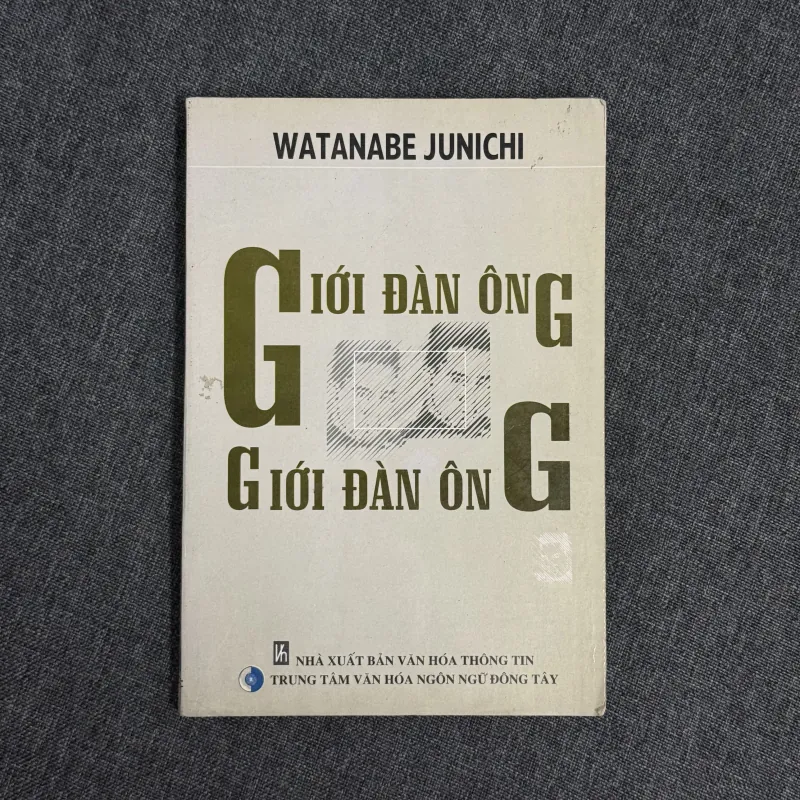 WATANABE JUNICHI
GIỚI ĐÀN ÔNG
GIỚI ĐÀN ÔNG
Vh NHÀ XUẤT BẢN VĂN HÓA THÔNG TIN
TRUNG TÂM VĂN HÓA NGÔN NGỮ ĐÔNG TÂY